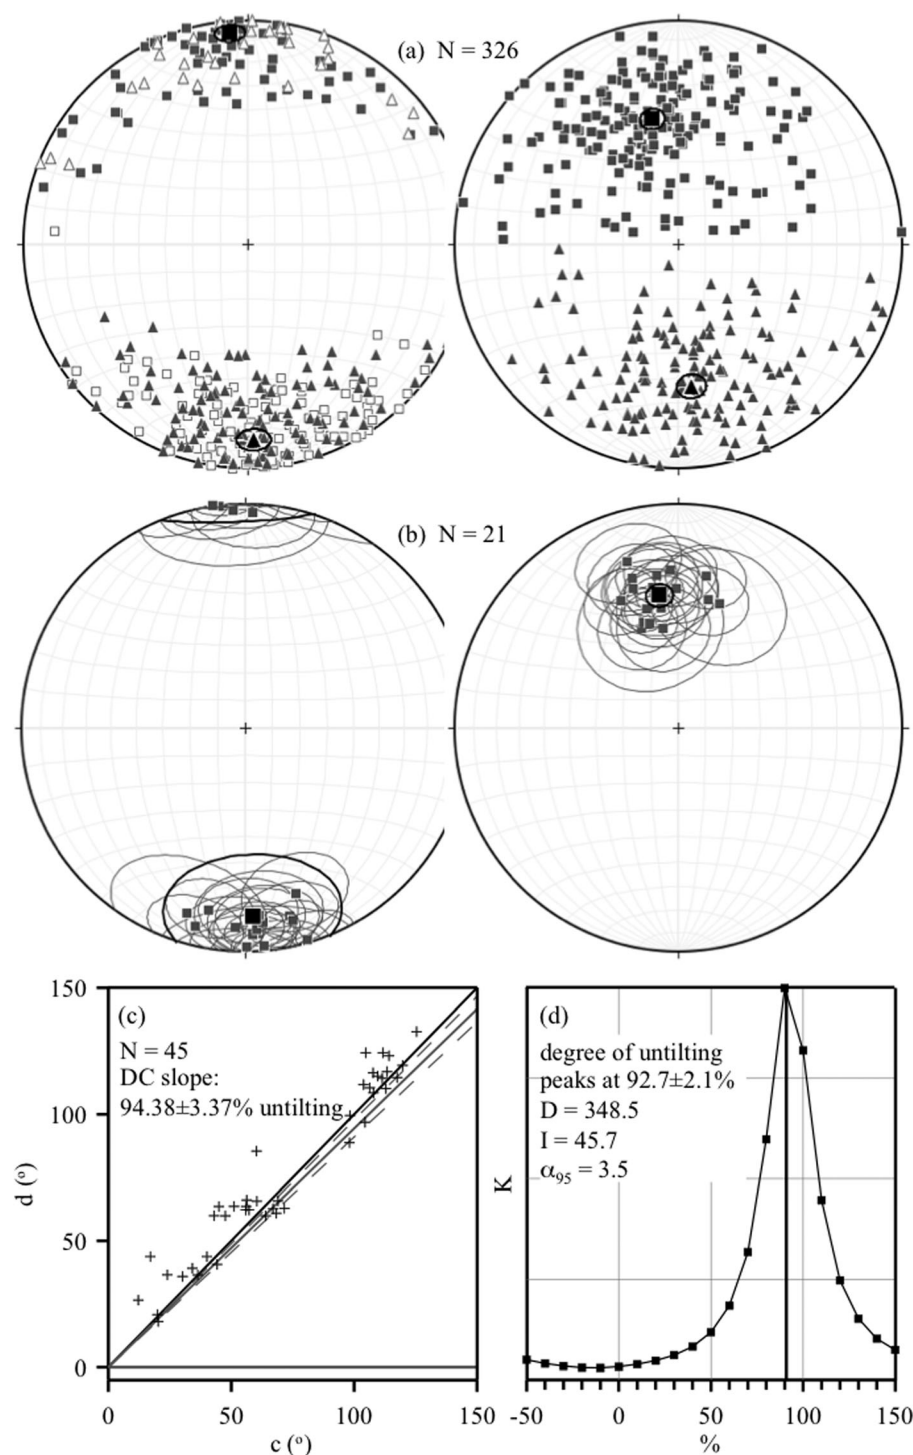 (a) N = 326
(b) N = 21
150
100
50
0
d (º)
(c)
N = 45
DC slope:
94.38±3.37% untilting
0
50
100
150
c (º)
K
(d)
degree of untilting
peaks at 92.7±2.1%
D = 348.5
I = 45.7
α95 = 3.5
-50
0
50
100
150
%